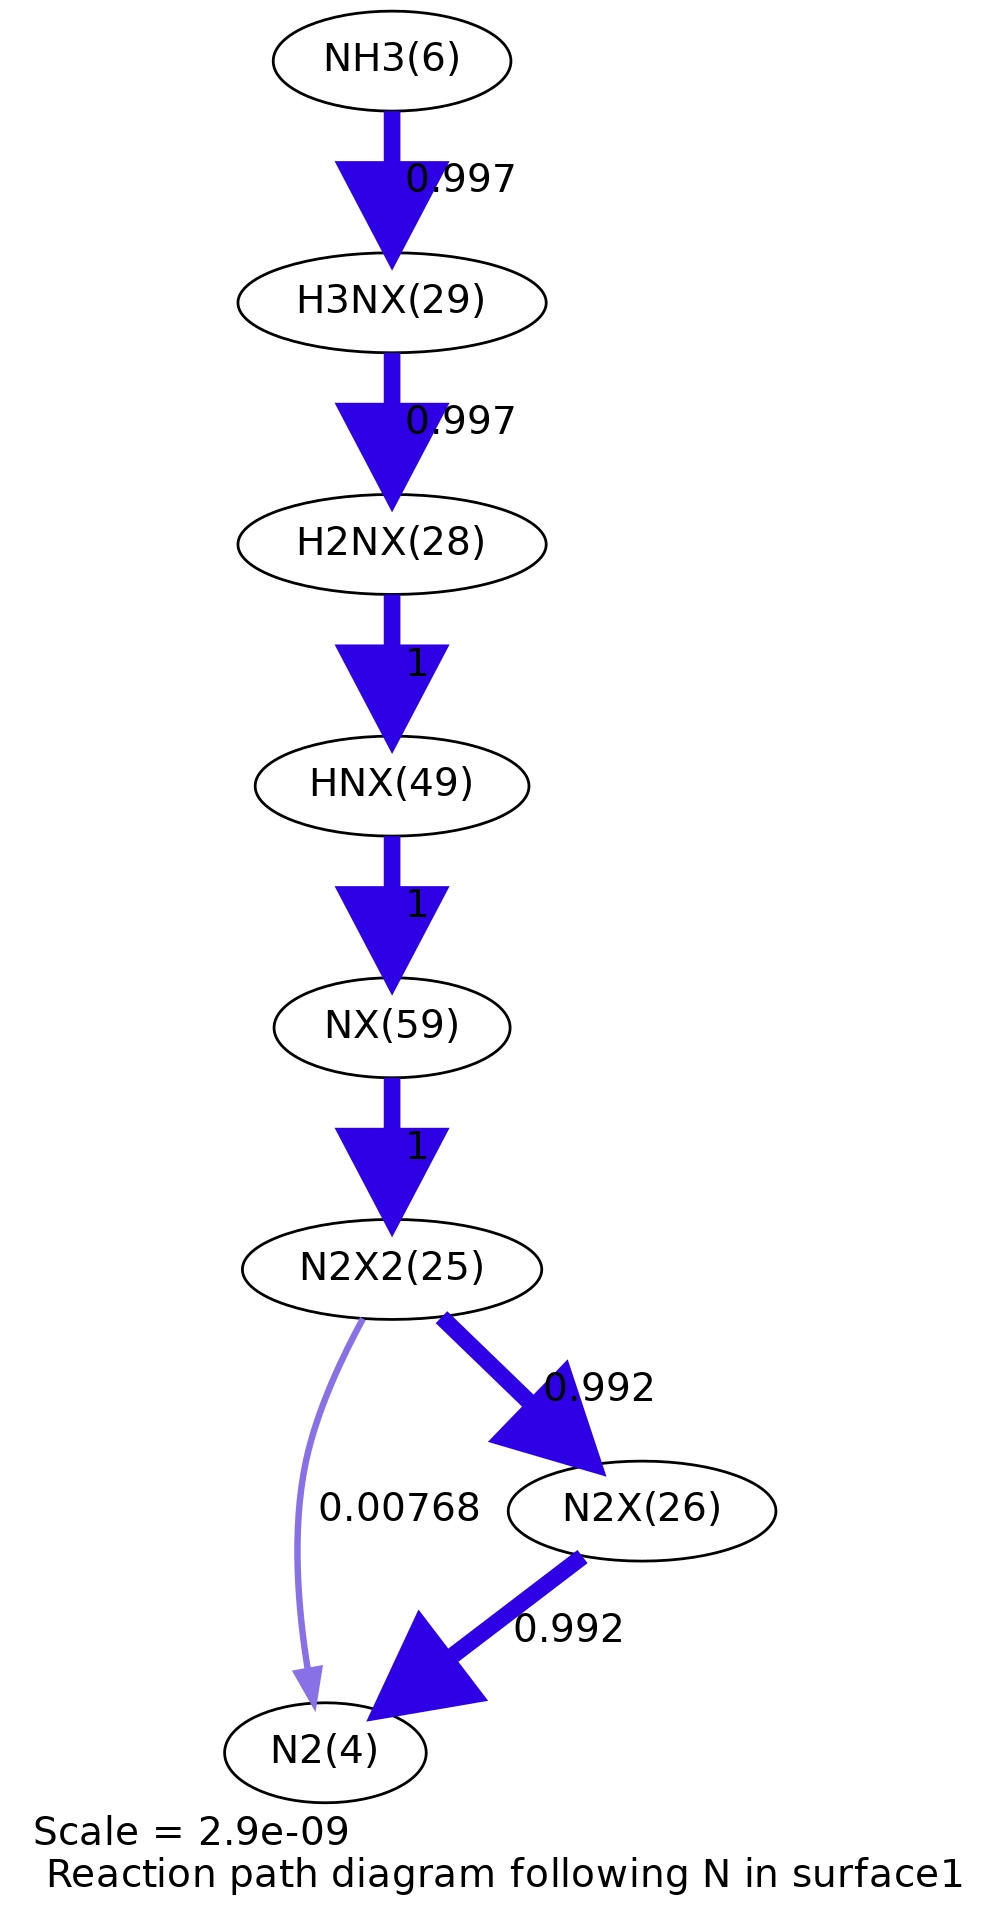 NH3(6)
0.997
H3NX(29)
0.997
H2NX(28)
1
HNX(49)
1
NX(59)
1
N2X2(25)
0.992
0.00768
N2X(26)
0.992
N2(4)
Scale = 2.9e-09
Reaction path diagram following N in surface1